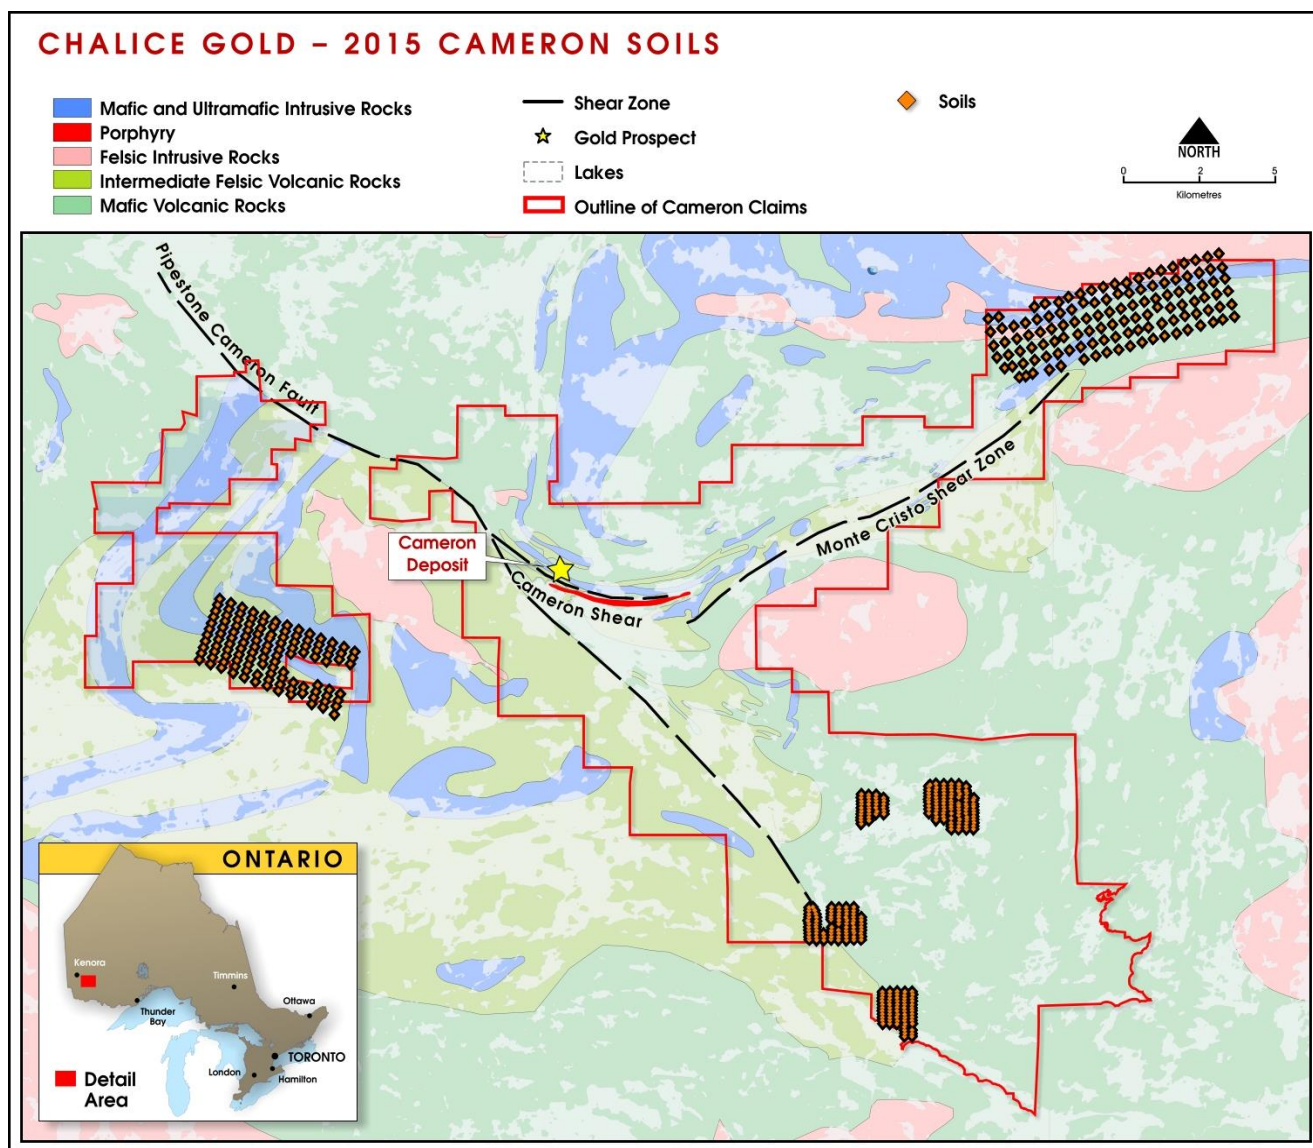 CHALICE GOLD – 2015 CAMERON SOILS
Mafic and Ultramafic Intrusive Rocks
Porphyry
Felsic Intrusive Rocks
Intermediate Felsic Volcanic Rocks
Mafic Volcanic Rocks
Shear Zone
Gold Prospect
Lakes
Outline of Cameron Claims
Soils
NORTH
0 2 5
Kilometres
Pipestone Cameron Fault
Cameron
Deposit
Cameron Shear
Monte Cristo Shear Zone
ONTARIO
Kenora
Timmins
Thunder
Bay
Ottawa
TORONTO
London
Hamilton
Detail
Area